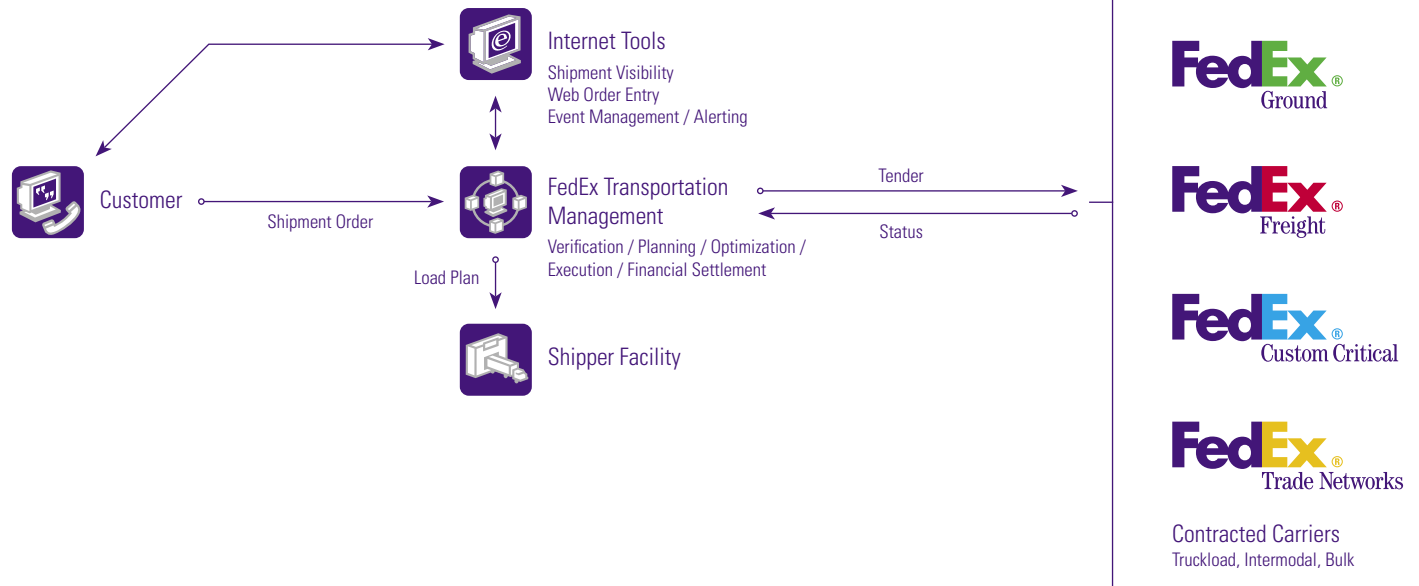 Internet Tools
Shipment Visibility
Web Order Entry
Event Management / Alerting
Customer
Shipment Order
FedEx Transportation
Management
Verification / Planning / Optimization /
Execution / Financial Settlement
Load Plan
Shipper Facility
Tender
Status
FedEx®
Ground
FedEx®
Freight
FedEx®
Custom Critical
FedEx®
Trade Networks
Contracted Carriers
Truckload, Intermodal, Bulk